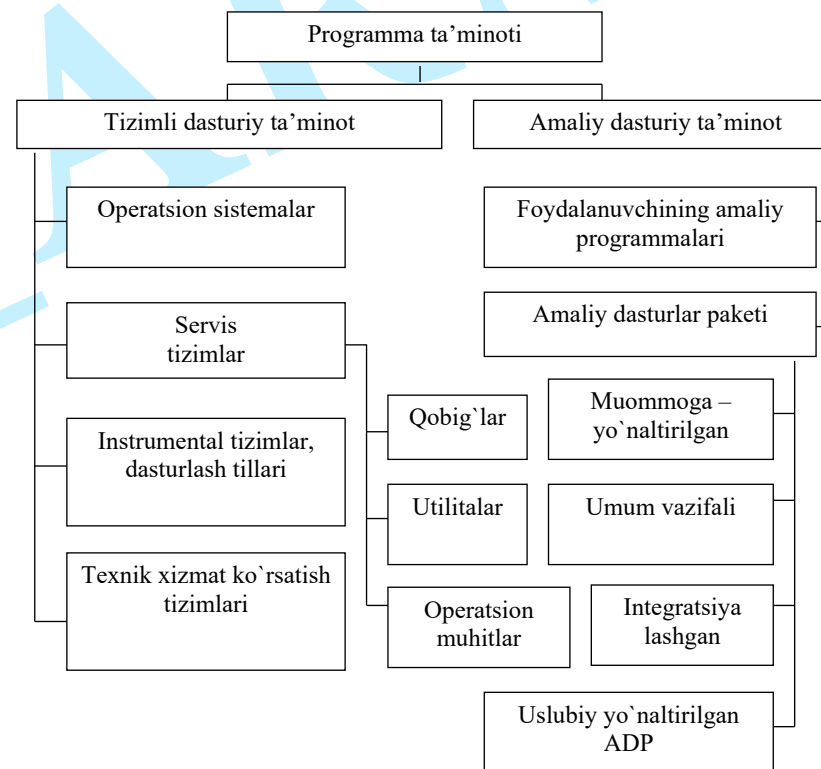 Programma ta’minoti
Tizimli dasturiy ta’minot
Amaliy dasturiy ta’minot
Operatsion sistemalar
Foydalanuvchining amaliy
programmalari
Servis
tizimlar
Amaliy dasturlar paketi
Qobig`lar
Muommoga –
yo`naltirilgan
Instrumental tizimlar,
dasturlash tillari
Utilitalar
Umum vazifali
Texnik xizmat ko`rsatish
tizimlari
Operatsion
muhitlar
Integratsiya
lashgan
Uslubiy yo`naltirilgan
ADP